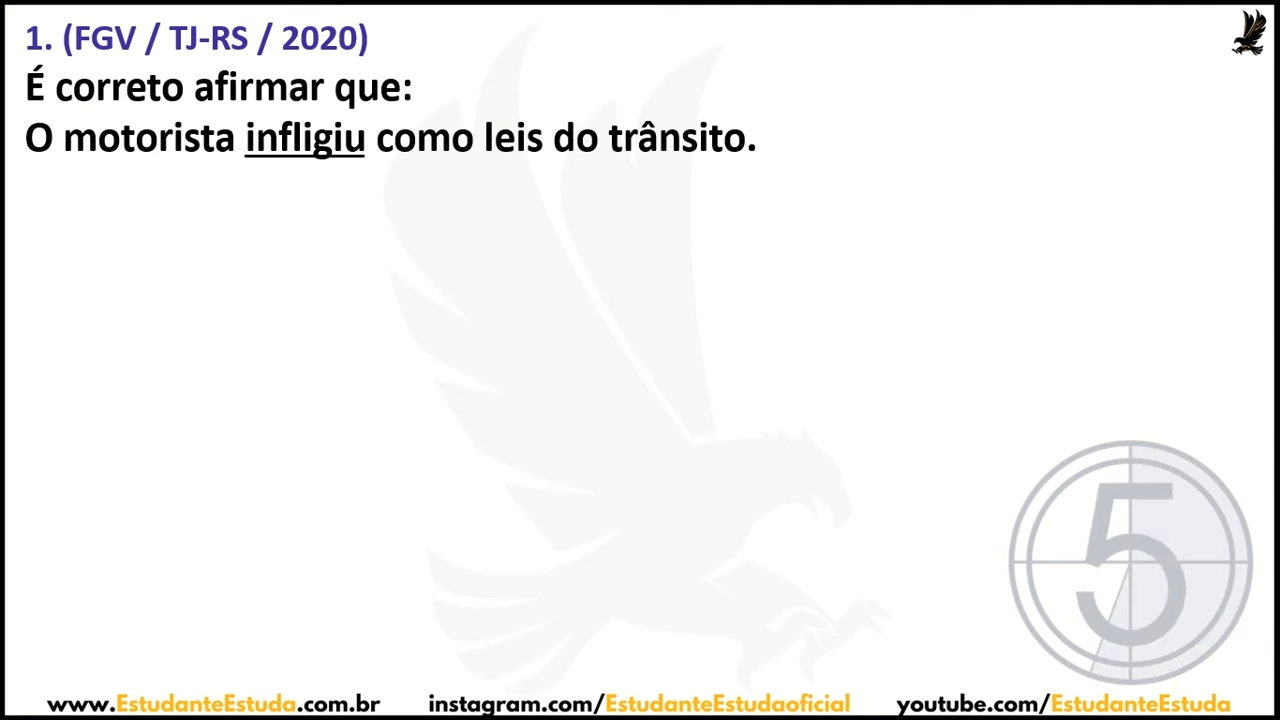 1. (FGV / TJ-RS / 2020)
É correto afirmar que:
O motorista infligiu como leis do trânsito.
5
www.EstudanteEstuda.com.br instagram.com/EstudanteEstudaoficial youtube.com/EstudanteEstuda